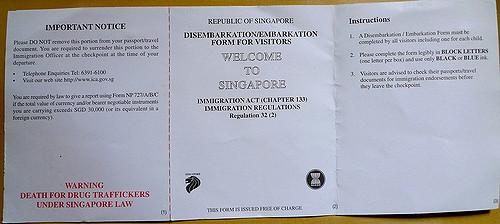 IMPORTANT NOTICE
Please DO NOT remove this portion from your passport/travel
document. You are required to surrender this portion to the
Immigration Officer at the checkpoint at the time of your
departure.
• Telephone Enquiries Tel: 6391 6100
• Visit our web site http://www.ica.gov.sg
You are required by law to give a report using Form NP 727/A/B/C
if the total value of currency and/or bearer negotiable instruments
you are carrying exceeds SGD 30,000 (or its equivalent in a
foreign currency).
WARNING
DEATH FOR DRUG TRAFFICKERS
UNDER SINGAPORE LAW
(1)
REPUBLIC OF SINGAPORE
DISEMBARKATION/EMBARKATION
FORM FOR VISITORS
WELCOME
TO
SINGAPORE
IMMIGRATION ACT (CHAPTER 133)
IMMIGRATION REGULATIONS
Regulation 32 (2)
THIS FORM IS ISSUED FREE OF CHARGE
(2)
Instructions
1. A Disembarkation / Embarkation Form must be
completed by all visitors including one for each child.
2. Please complete the form legibly in BLOCK LETTERS
(one letter per box) and use only BLACK or BLUE ink.
3. Visitors are advised to check their passports/travel
documents for immigration endorsements before
they leave the checkpoint.